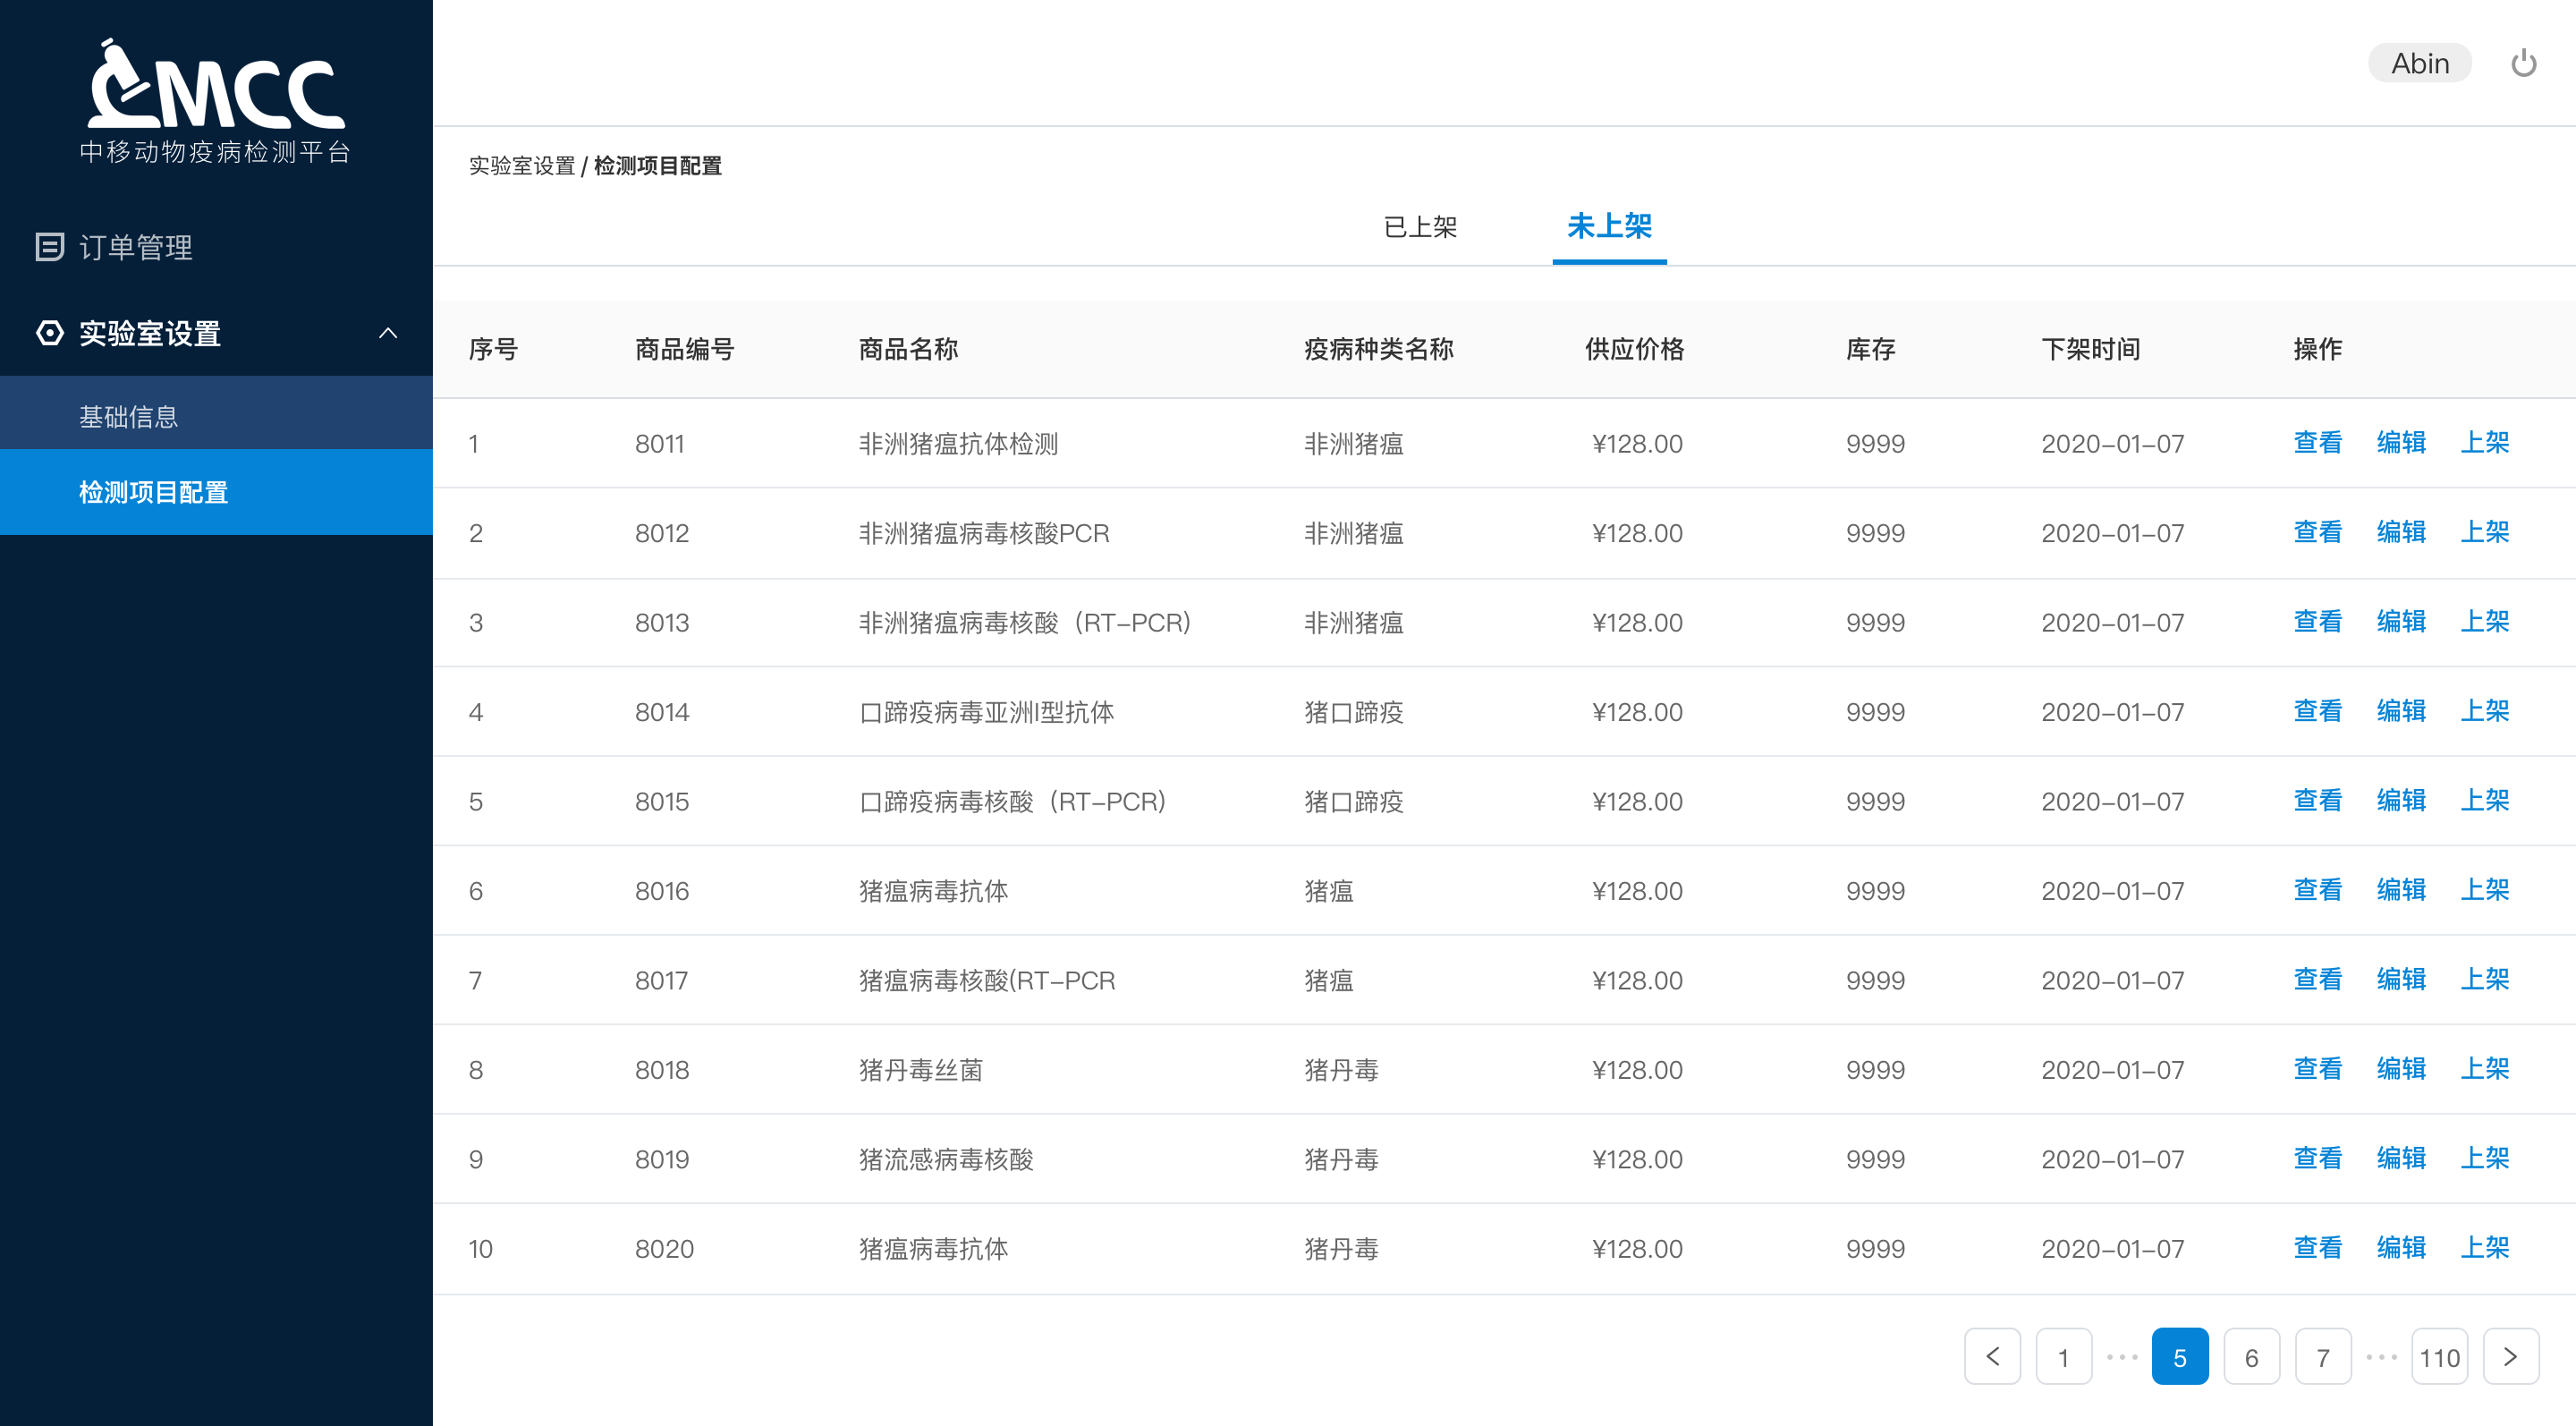 MCC
中移动物疫病检测平台
订单管理
实验室设置
基础信息
检测项目配置
Abin
实验室设置 / 检测项目配置
已上架 未上架
序号 商品编号 商品名称 疫病种类名称 供应价格 库存 下架时间 操作
1 8011 非洲猪瘟抗体检测 非洲猪瘟 ¥128.00 9999 2020-01-07 查看 编辑 上架
2 8012 非洲猪瘟病毒核酸PCR 非洲猪瘟 ¥128.00 9999 2020-01-07 查看 编辑 上架
3 8013 非洲猪瘟病毒核酸（RT-PCR） 非洲猪瘟 ¥128.00 9999 2020-01-07 查看 编辑 上架
4 8014 口蹄疫病毒亚洲I型抗体 猪口蹄疫 ¥128.00 9999 2020-01-07 查看 编辑 上架
5 8015 口蹄疫病毒核酸（RT-PCR） 猪口蹄疫 ¥128.00 9999 2020-01-07 查看 编辑 上架
6 8016 猪瘟病毒抗体 猪瘟 ¥128.00 9999 2020-01-07 查看 编辑 上架
7 8017 猪瘟病毒核酸(RT-PCR 猪瘟 ¥128.00 9999 2020-01-07 查看 编辑 上架
8 8018 猪丹毒丝菌 猪丹毒 ¥128.00 9999 2020-01-07 查看 编辑 上架
9 8019 猪流感病毒核酸 猪丹毒 ¥128.00 9999 2020-01-07 查看 编辑 上架
10 8020 猪瘟病毒抗体 猪丹毒 ¥128.00 9999 2020-01-07 查看 编辑 上架
1 ··· 5 6 7 ··· 110